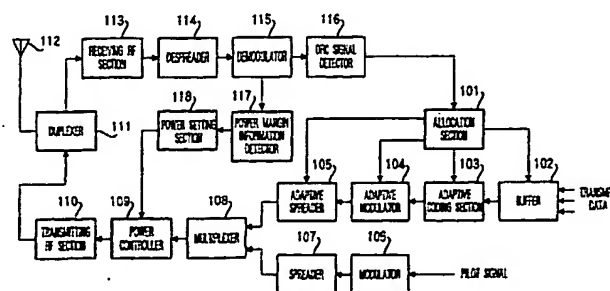 112
113
RECEIVING RF
SECTION
114
DESPREADER
115
DEMODULATOR
116
DRC SIGNAL
DETECTOR
DUPLEXER
111
118
POWER SETTING
SECTION
117
POWER MARGIN
INFORMATION
DETECTOR
101
ALLOCATION
SECTION
110
TRANSMITTING
RF SECTION
109
POWER
CONTROLLER
108
MULTIPLEXER
105
ADAPTIVE
SPREADER
104
ADAPTIVE
MODULATOR
103
ADAPTIVE
CODING SECTION
102
BUFFER
TRANSMI
DATA
107
SPREADER
106
MODULATOR
PILOT SIGNAL